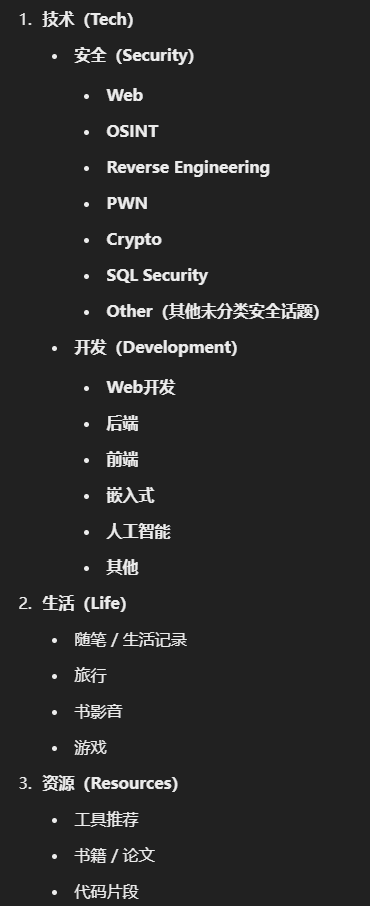 1. 技术（Tech）
• 安全（Security）
• Web
• OSINT
• Reverse Engineering
• PWN
• Crypto
• SQL Security
• Other（其他未分类安全话题）
• 开发（Development）
• Web开发
• 后端
• 前端
• 嵌入式
• 人工智能
• 其他
2. 生活（Life）
• 随笔 / 生活记录
• 旅行
• 书影音
• 游戏
3. 资源（Resources）
• 工具推荐
• 书籍 / 论文
• 代码片段